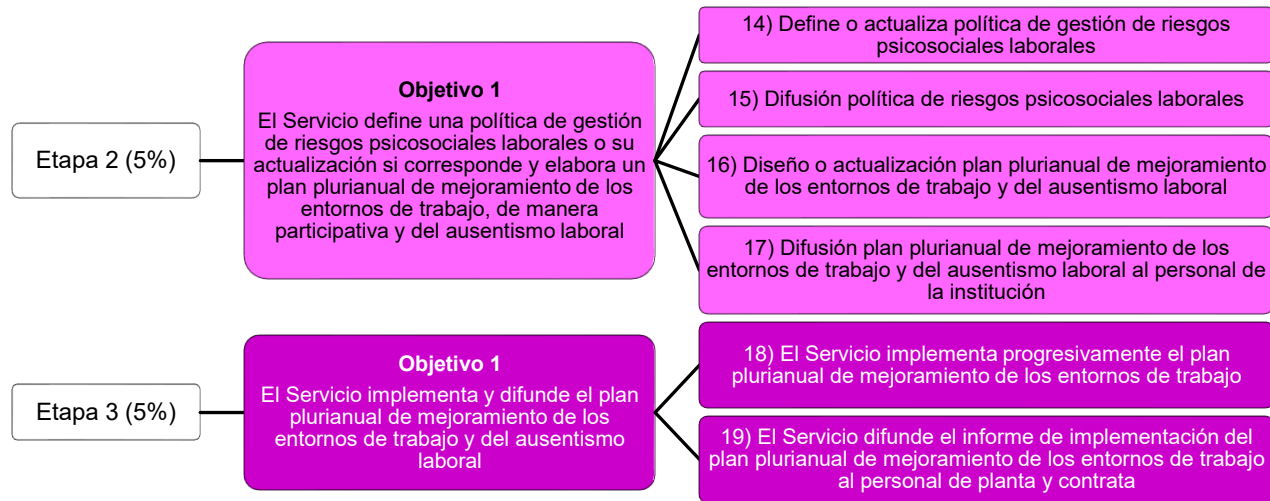 Etapa 2 (5%)
Objetivo 1
El Servicio define una política de gestión
de riesgos psicosociales laborales o su
actualización si corresponde y elabora un
plan plurianual de mejoramiento de los
entornos de trabajo, de manera
participativa y del ausentismo laboral
14) Define o actualiza política de gestión de riesgos
psicosociales laborales
15) Difusión política de riesgos psicosociales laborales
16) Diseño o actualización plan plurianual de mejoramiento
de los entornos de trabajo y del ausentismo laboral
17) Difusión plan plurianual de mejoramiento de los
entornos de trabajo y del ausentismo laboral al personal de
la institución
Etapa 3 (5%)
Objetivo 1
El Servicio implementa y difunde el plan
plurianual de mejoramiento de los
entornos de trabajo y del ausentismo
laboral
18) El Servicio implementa progresivamente el plan
plurianual de mejoramiento de los entornos de trabajo
19) El Servicio difunde el informe de implementación del
plan plurianual de mejoramiento de los entornos de trabajo
al personal de planta y contrata